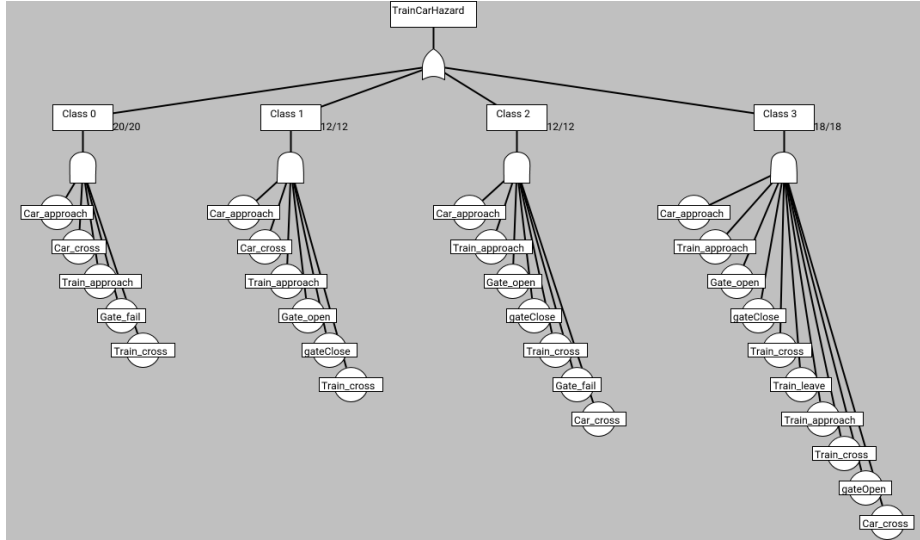 TrainCarHazard
Class 0
20/20
Class 1
12/12
Class 2
12/12
Class 3
18/18
Car_approach
Car_cross
Train_approach
Gate_fail
Train_cross
Car_approach
Car_cross
Train_approach
Gate_open
gateClose
Train_cross
Car_approach
Train_approach
Gate_open
gateClose
Train_cross
Gate_fail
Car_cross
Car_approach
Train_approach
Gate_open
gateClose
Train_cross
Train_leave
Train_approach
Train_cross
gateOpen
Car_cross